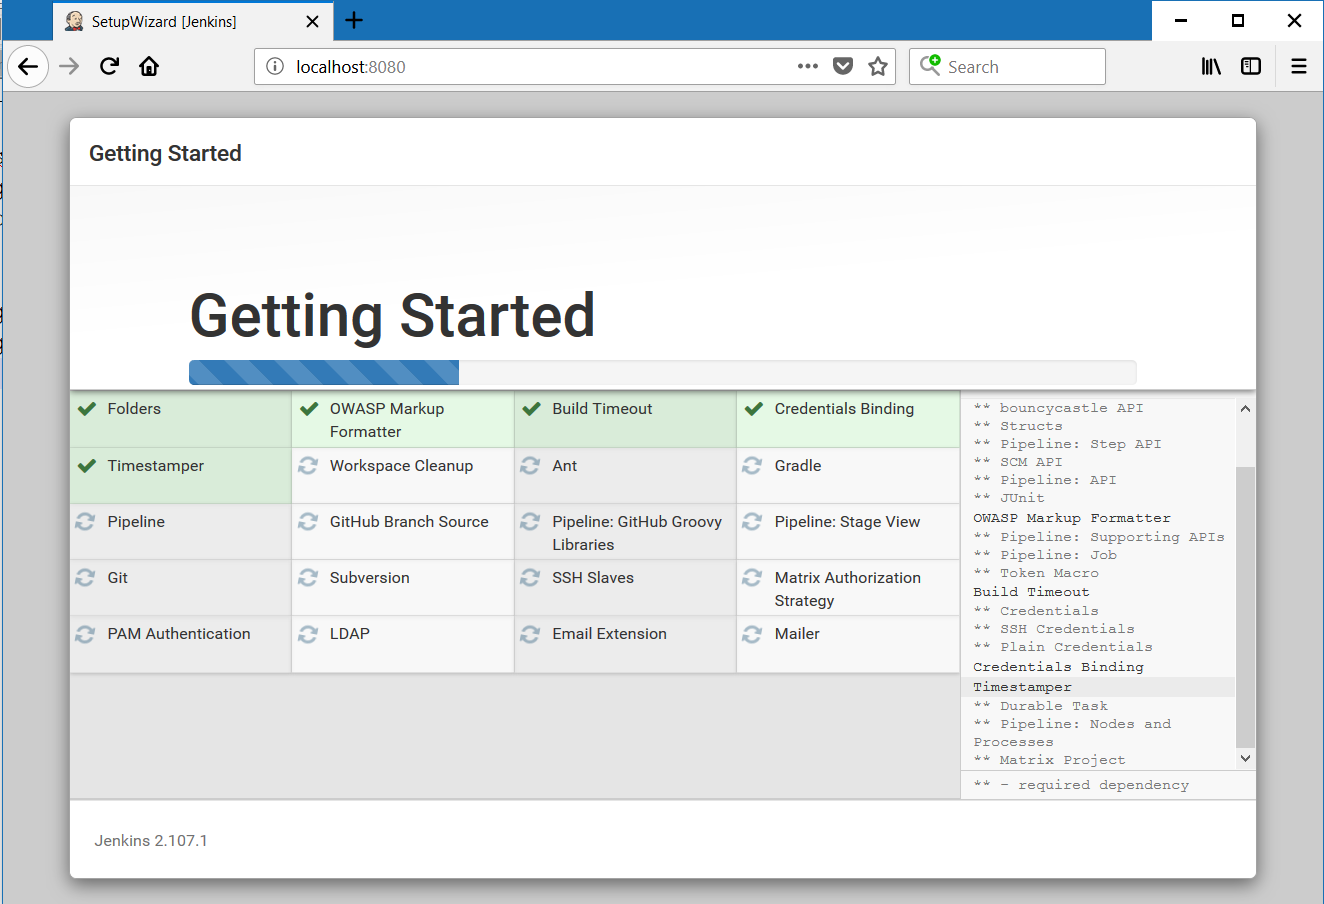 SetupWizard [Jenkins]
localhost:8080
Search
Getting Started
Getting Started
Folders
OWASP Markup
Formatter
Build Timeout
Credentials Binding
Timestamper
Workspace Cleanup
Ant
Gradle
Pipeline
GitHub Branch Source
Pipeline: GitHub Groovy
Libraries
Pipeline: Stage View
Git
Subversion
SSH Slaves
Matrix Authorization
Strategy
PAM Authentication
LDAP
Email Extension
Mailer
** bouncycastle API
** Structs
** Pipeline: Step API
** SCM API
** Pipeline: API
** JUnit
OWASP Markup Formatter
** Pipeline: Supporting APIs
** Pipeline: Job
** Token Macro
Build Timeout
** Credentials
** SSH Credentials
** Plain Credentials
Credentials Binding
Timestamper
** Durable Task
** Pipeline: Nodes and
Processes
** Matrix Project
** - required dependency
Jenkins 2.107.1